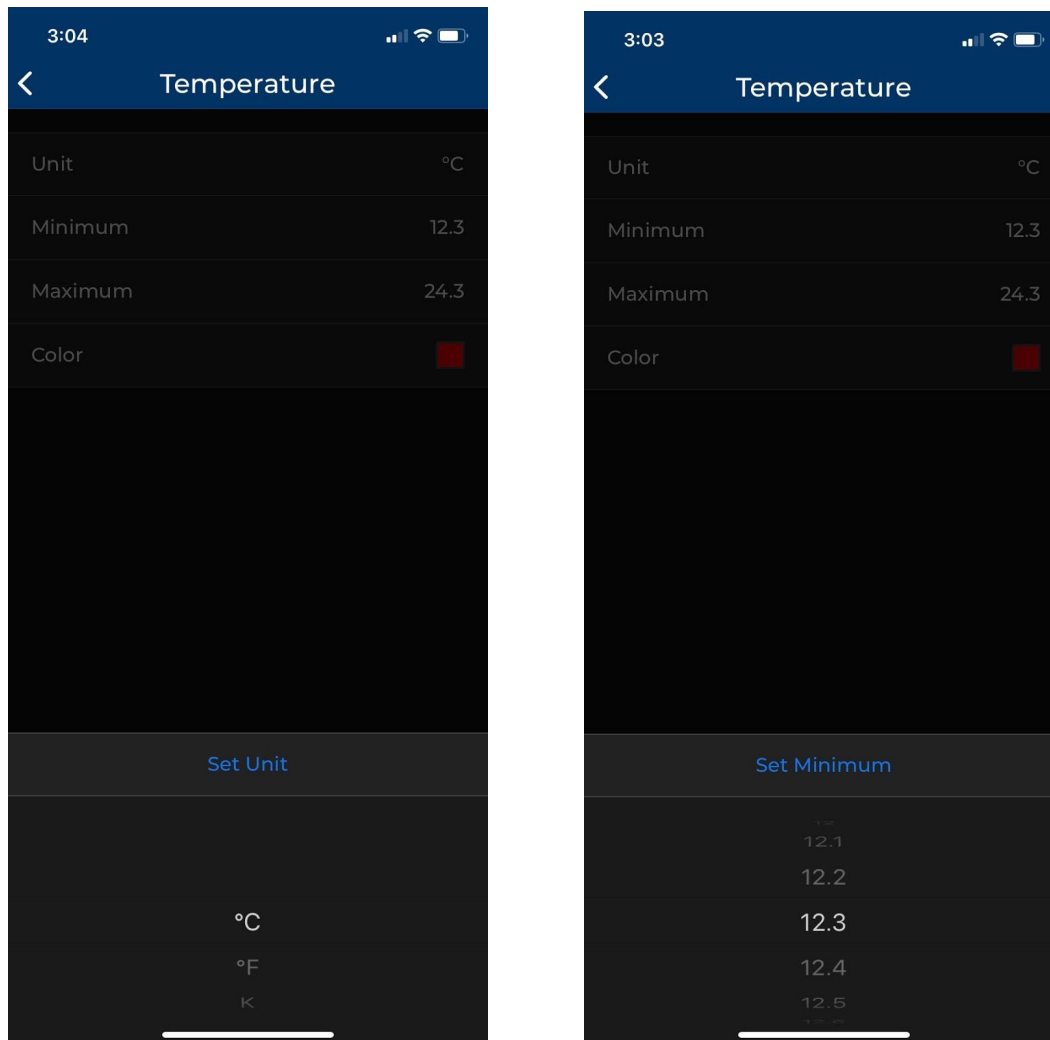 3:04
Temperature
Unit °C
Minimum 12.3
Maximum 24.3
Color
Set Unit
°C
°F
K
3:03
Temperature
Unit °C
Minimum 12.3
Maximum 24.3
Color
Set Minimum
12
12.1
12.2
12.3
12.4
12.5